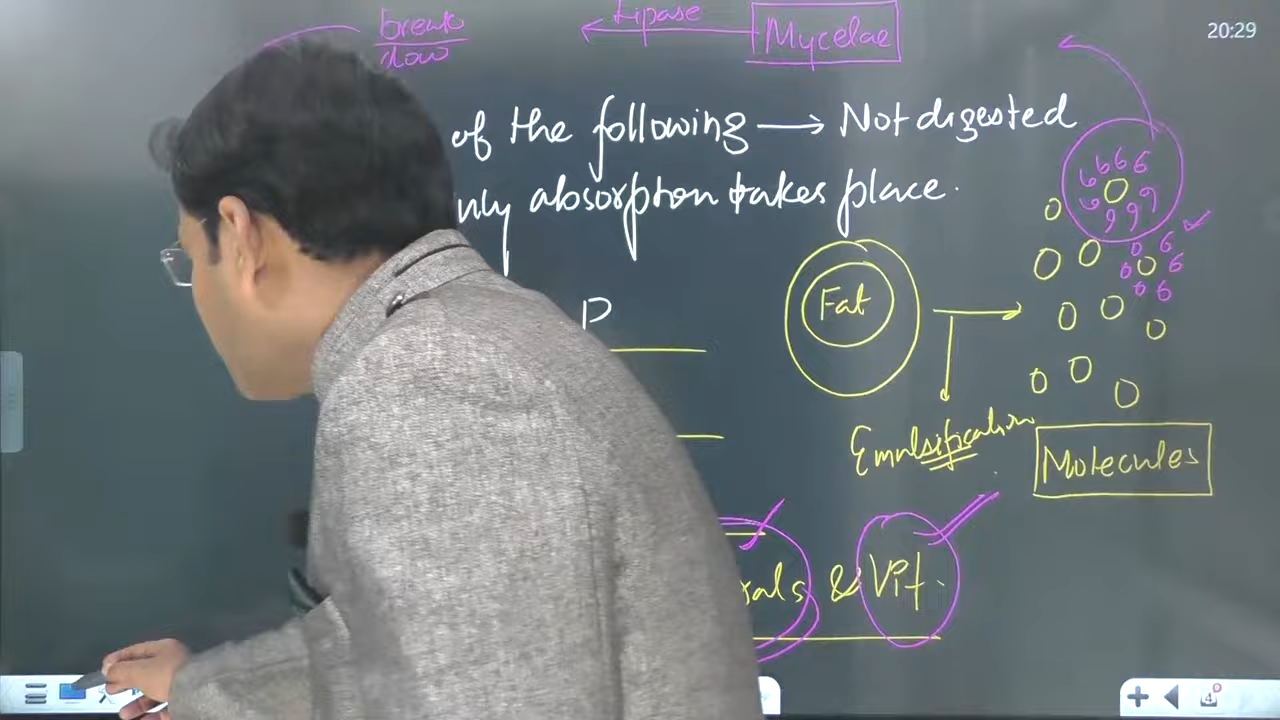 20:29
break Lipase Mycelae
down
of the following → Not digested
nly absorption takes place.
Fat
P
Emulsification
Molecules
rals & Vit.